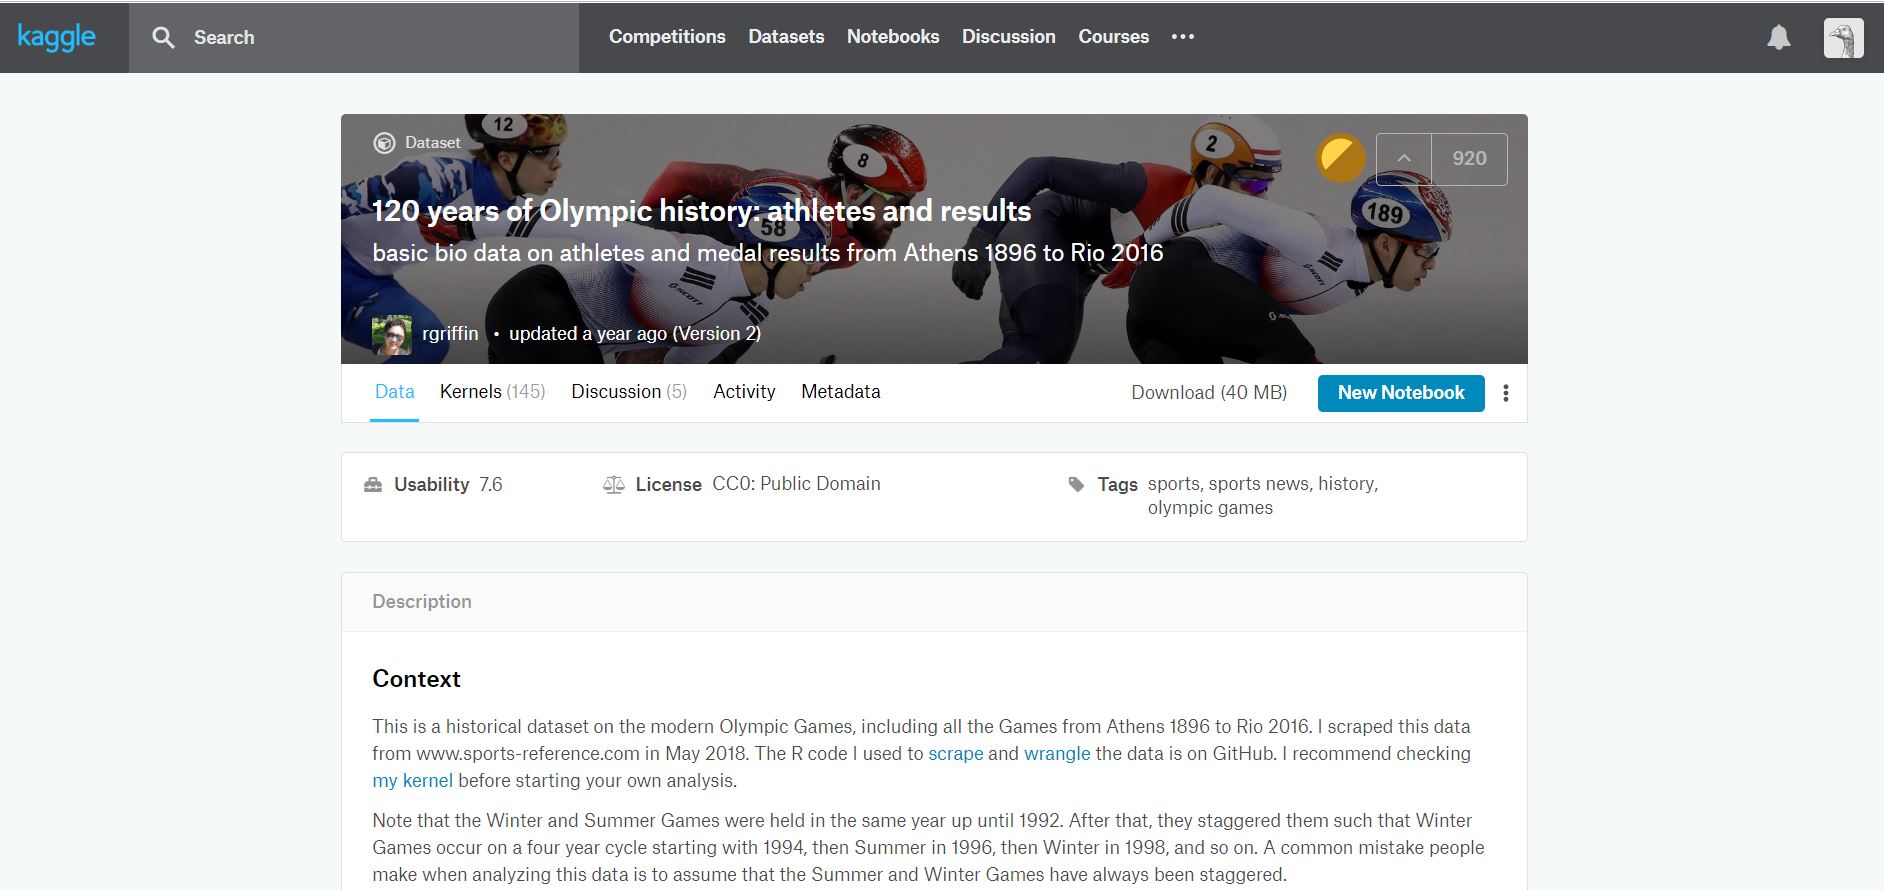 kaggle
Search
Competitions
Datasets
Notebooks
Discussion
Courses
Dataset
12
8
2
58
189
920
120 years of Olympic history: athletes and results
basic bio data on athletes and medal results from Athens 1896 to Rio 2016
SCOTT
rgriffin • updated a year ago (Version 2)
Data
Kernels (145)
Discussion (5)
Activity
Metadata
Download (40 MB)
New Notebook
Usability 7.6
License CC0: Public Domain
Tags sports, sports news, history,
olympic games
Description
Context
This is a historical dataset on the modern Olympic Games, including all the Games from Athens 1896 to Rio 2016. I scraped this data
from www.sports-reference.com in May 2018. The R code I used to scrape and wrangle the data is on GitHub. I recommend checking
my kernel before starting your own analysis.
Note that the Winter and Summer Games were held in the same year up until 1992. After that, they staggered them such that Winter
Games occur on a four year cycle starting with 1994, then Summer in 1996, then Winter in 1998, and so on. A common mistake people
make when analyzing this data is to assume that the Summer and Winter Games have always been staggered.